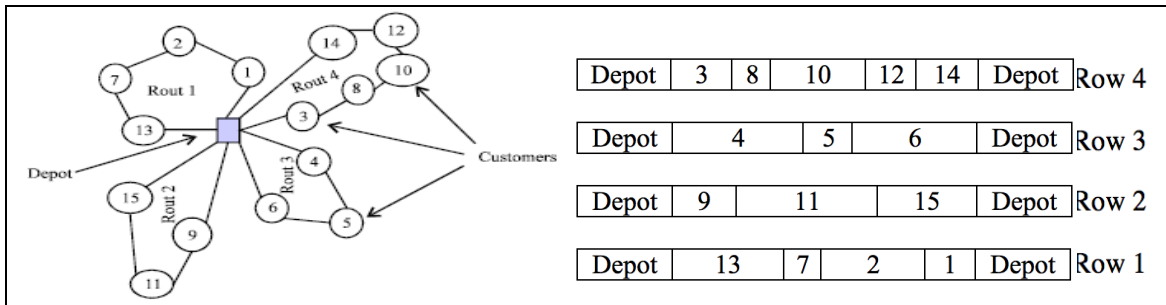 2
12
14
1
10
7
Rout 1
Rout 4
8
3
13
Customers
4
Depot
Rout 3
15
Rout 2
6
5
9
11
Depot 3 8 10 12 14 Depot Row 4
Depot 4 5 6 Depot Row 3
Depot 9 11 15 Depot Row 2
Depot 13 7 2 1 Depot Row 1